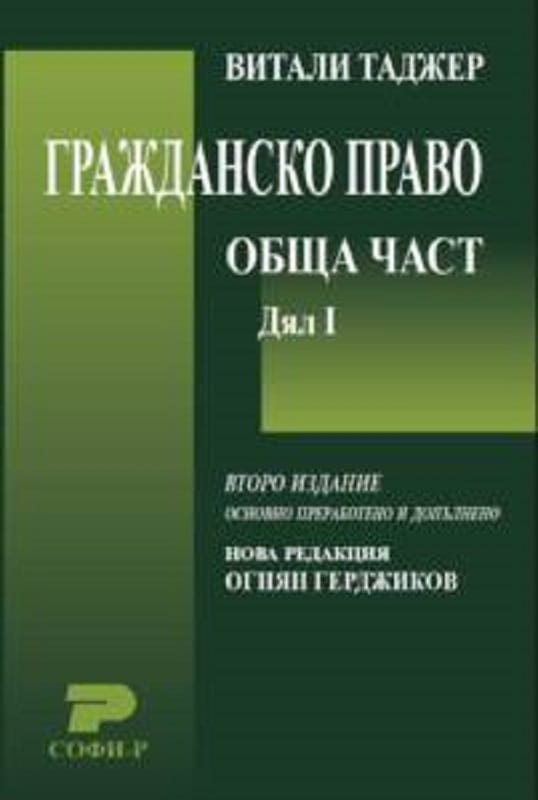 ВИТАЛИ ТАДЖЕР
ГРАЖДАНСКО ПРАВО
ОБЩА ЧАСТ
Дял I
ВТОРО ИЗДАНИЕ
ОСНОВНО ПРЕРАБОТЕНО И ДОПЪЛНЕНО
НОВА РЕДАКЦИЯ
ОГНЯН ГЕРДЖИКОВ
СОФИ-Р